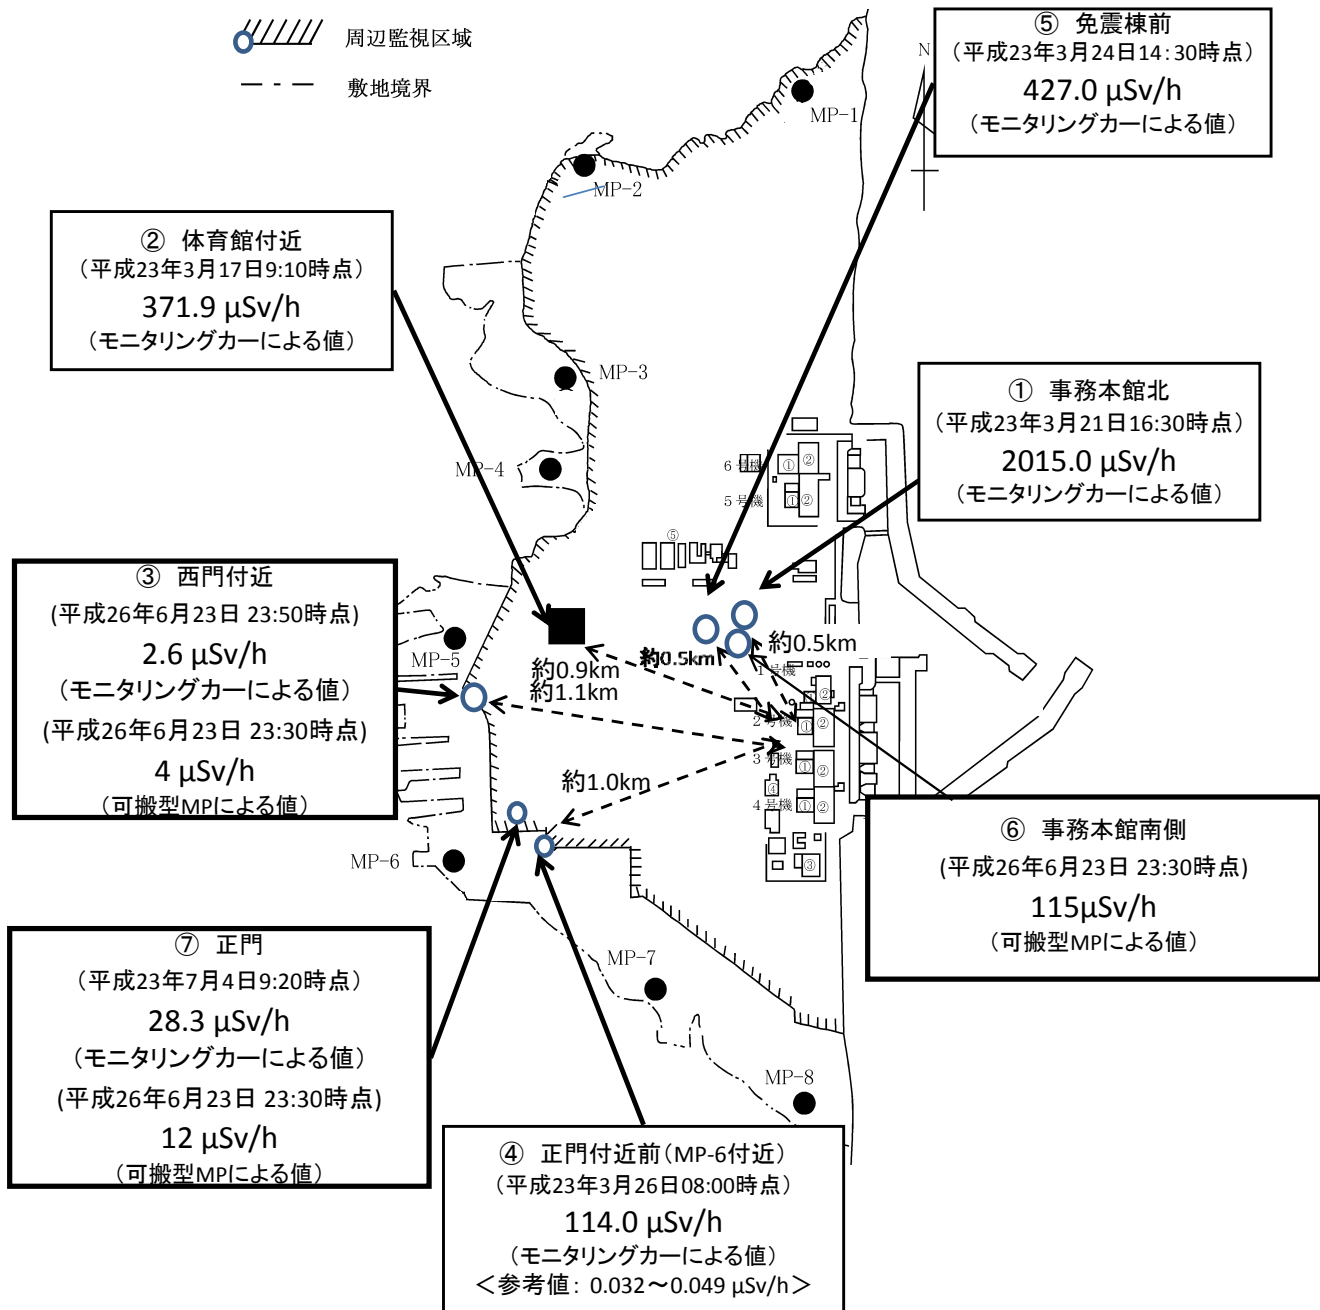 周辺監視区域
敷地境界
⑤ 免震棟前
(平成23年3月24日14:30時点)
427.0 μSv/h
(モニタリングカーによる値)
N
MP-1
MP-2
② 体育館付近
(平成23年3月17日9:10時点)
371.9 μSv/h
(モニタリングカーによる値)
MP-3
① 事務本館北
(平成23年3月21日16:30時点)
2015.0 μSv/h
(モニタリングカーによる値)
MP-4
6号機
① ②
5号機
① ②
⑤
③ 西門付近
(平成26年6月23日 23:50時点)
2.6 μSv/h
(モニタリングカーによる値)
(平成26年6月23日 23:30時点)
4 μSv/h
(可搬型MPによる値)
MP-5
約0.9km
約1.1km
約0.5km
約0.5km
1号機
②
2号機
① ②
3号機
① ②
約1.0km
④
4号機
① ②
③
MP-6
⑥ 事務本館南側
(平成26年6月23日 23:30時点)
115μSv/h
(可搬型MPによる値)
⑦ 正門
(平成23年7月4日9:20時点)
28.3 μSv/h
(モニタリングカーによる値)
(平成26年6月23日 23:30時点)
12 μSv/h
(可搬型MPによる値)
MP-7
MP-8
④ 正門付近前(MP-6付近)
(平成23年3月26日08:00時点)
114.0 μSv/h
(モニタリングカーによる値)
<参考値: 0.032~0.049 μSv/h>